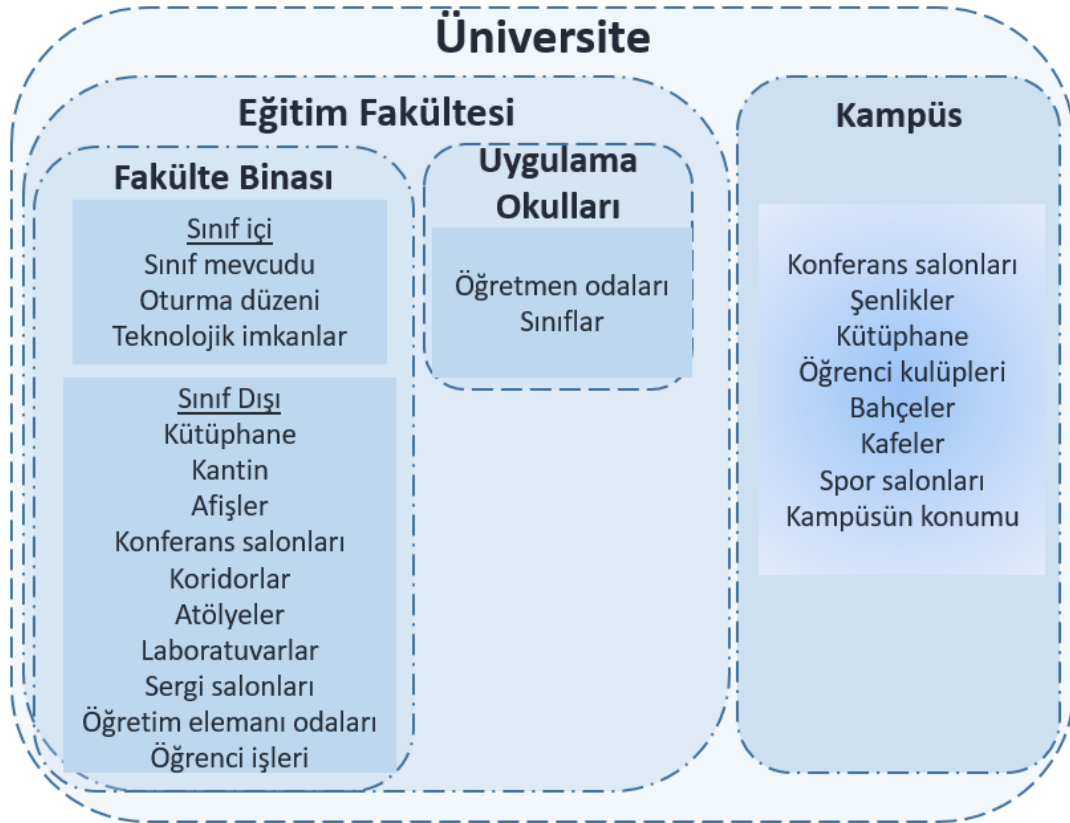 Üniversite
Eğitim Fakültesi
Fakülte Binası
Sınıf içi
Sınıf mevcudu
Oturma düzeni
Teknolojik imkanlar
Sınıf Dışı
Kütüphane
Kantin
Afişler
Konferans salonları
Koridorlar
Atölyeler
Laboratuvarlar
Sergi salonları
Öğretim elemanı odaları
Öğrenci işleri
Uygulama
Okulları
Öğretmen odaları
Sınıflar
Kampüs
Konferans salonları
Şenlikler
Kütüphane
Öğrenci kulüpleri
Bahçeler
Kafeler
Spor salonları
Kampüsün konumu